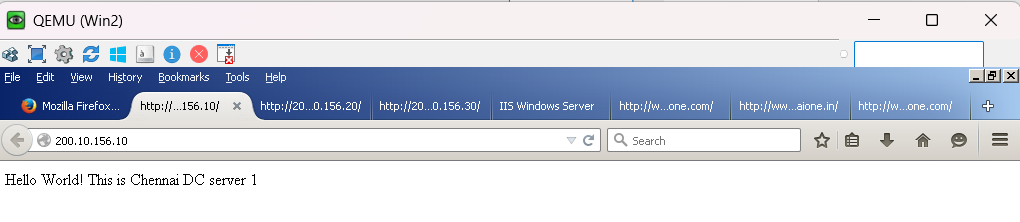 QEMU (Win2)
File Edit View History Bookmarks Tools Help
Mozilla Firefox... http://...156.10/ http://20...0.156.20/ http://20...0.156.30/ IIS Windows Server http://w...one.com/ http://ww...aione.in/ http://w...one.com/
200.10.156.10 Search
Hello World! This is Chennai DC server 1